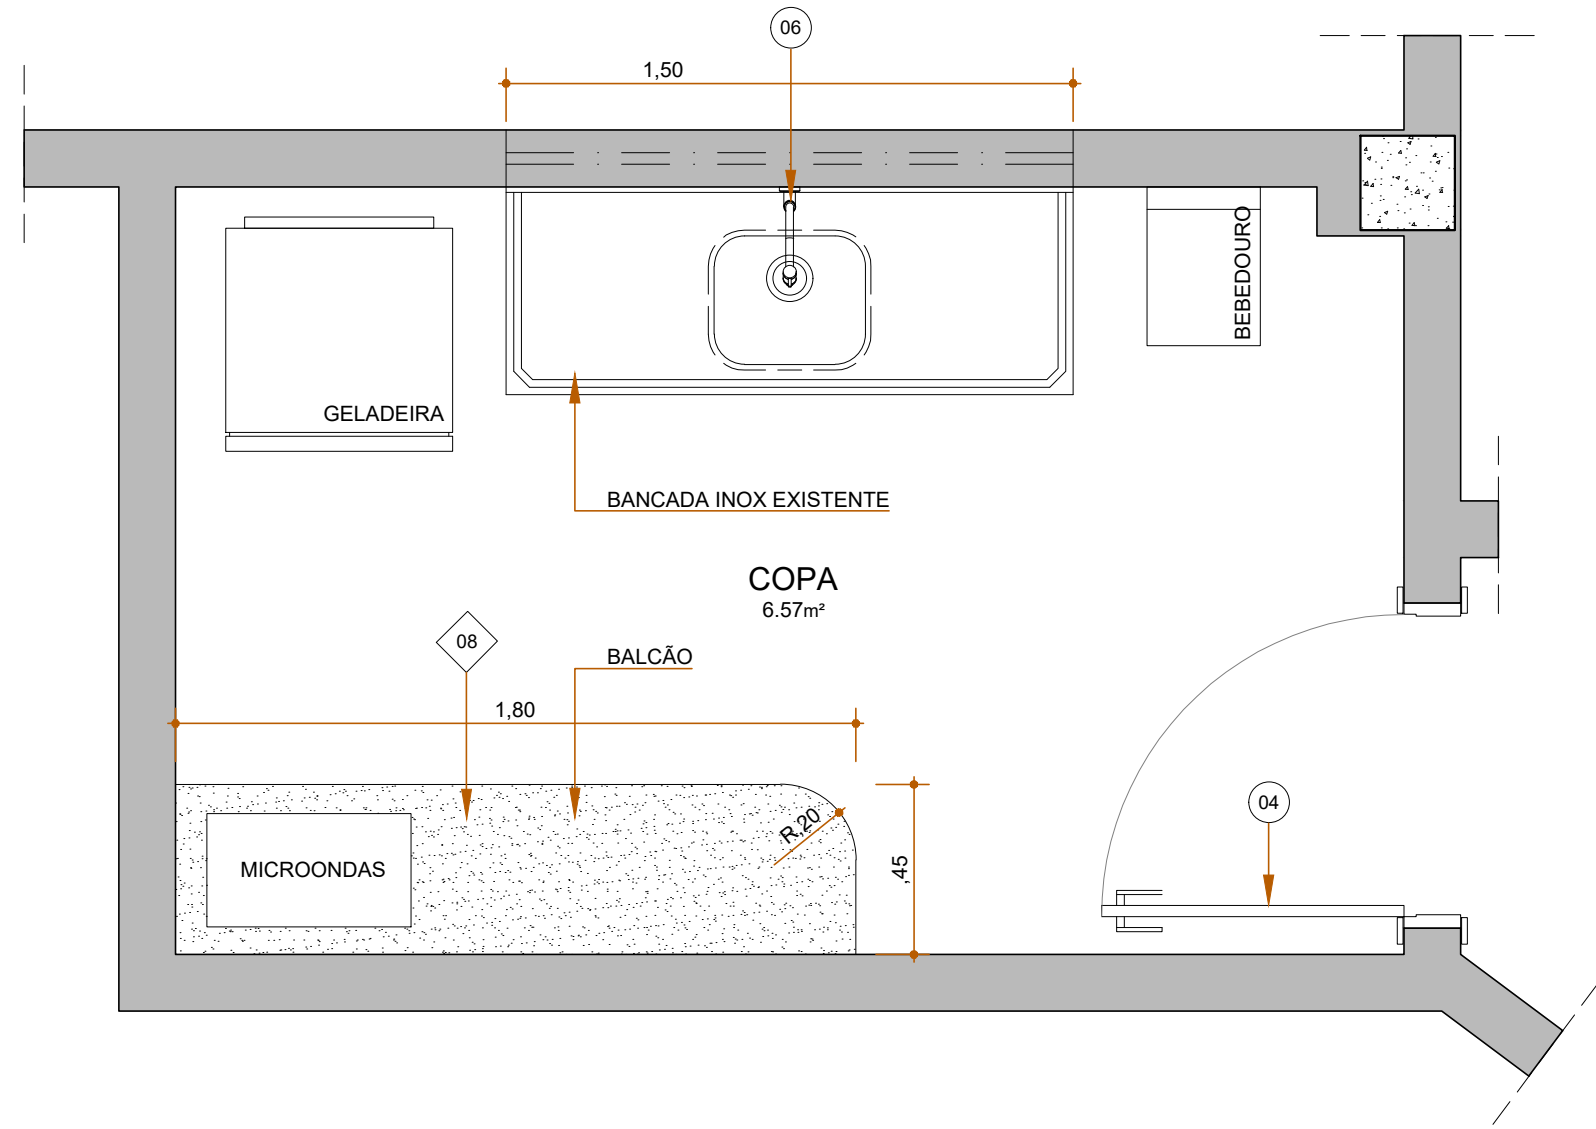 06
1,50
BEBEDOURO
GELADEIRA
BANCADA INOX EXISTENTE
COPA
6.57m²
08
BALCÃO
1,80
04
R,20
,45
MICROONDAS